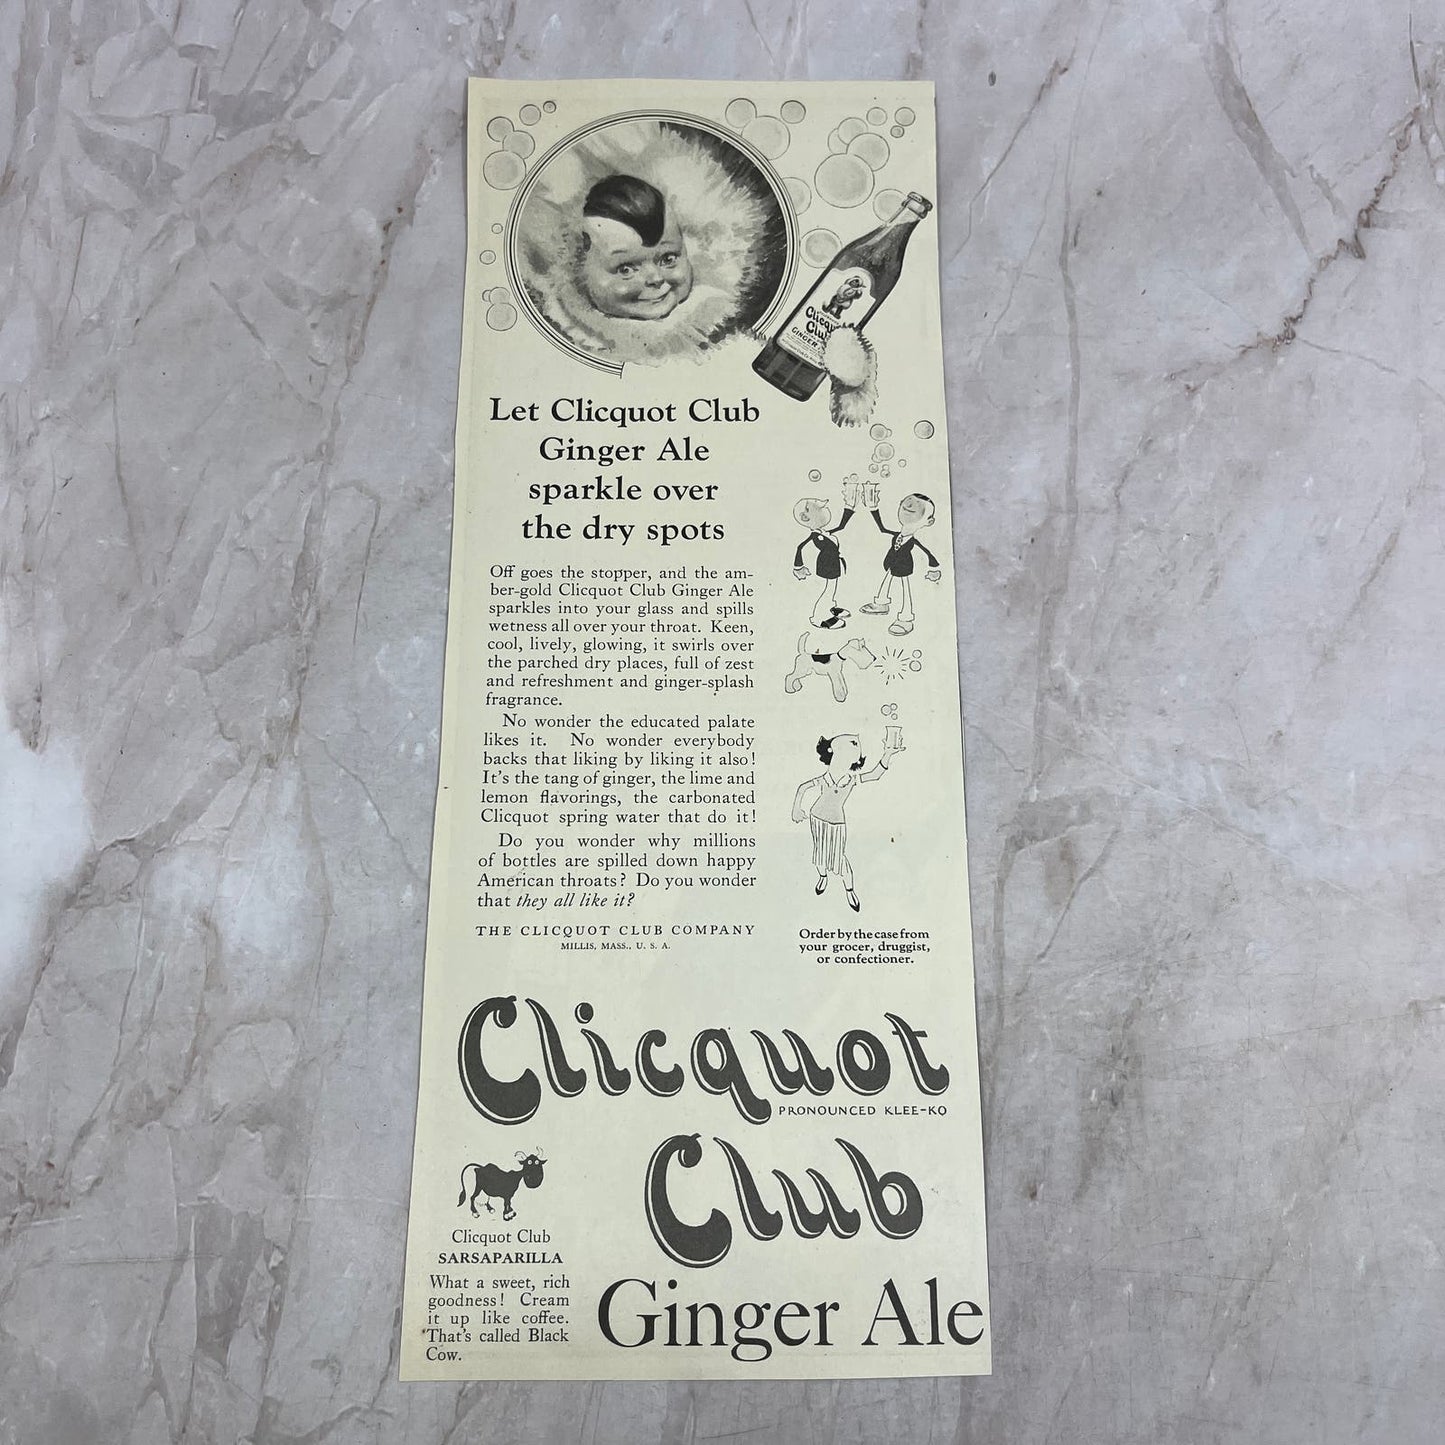 Clicquot
Club
GINGER
Let Clicquot Club
Ginger Ale
sparkle over
the dry spots
Off goes the stopper, and the am-
ber-gold Clicquot Club Ginger Ale
sparkles into your glass and spills
wetness all over your throat. Keen,
cool, lively, glowing, it swirls over
the parched dry places, full of zest
and refreshment and ginger-splash
fragrance.
No wonder the educated palate
likes it. No wonder everybody
backs that liking by liking it also!
It's the tang of ginger, the lime and
lemon flavorings, the carbonated
Clicquot spring water that do it!
Do you wonder why millions
of bottles are spilled down happy
American throats? Do you wonder
that they all like it?
THE CLICQUOT CLUB COMPANY
MILLIS, MASS., U. S. A.
Order by the case from
your grocer, druggist,
or confectioner.
Clicquot
PRONOUNCED KLEE-KO
Club
Ginger Ale
Clicquot Club
SARSAPARILLA
What a sweet, rich
goodness! Cream
it up like coffee.
That's called Black
Cow.